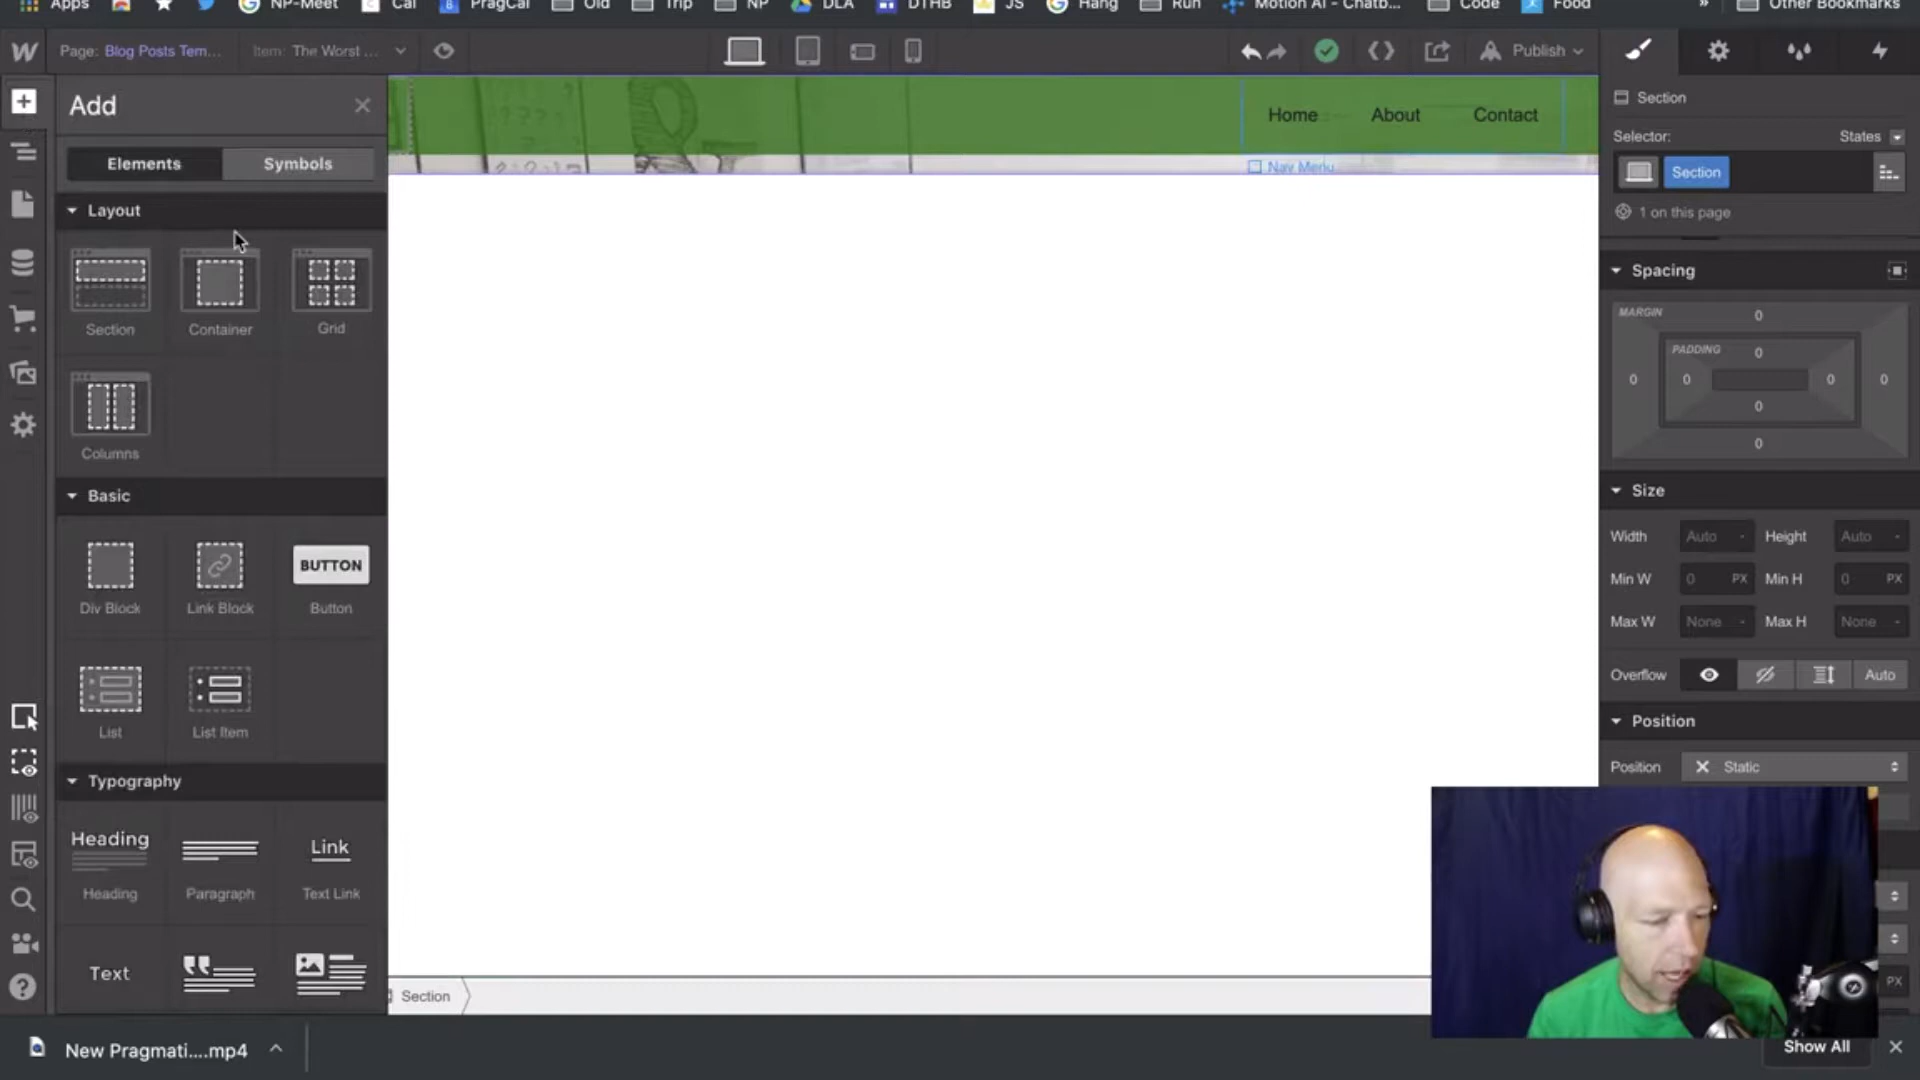 Apps NP-Meet Cal PragCal Old Trip NP DLA DTHB JS Hang Run Motion AI - Chatb... Code Food » Other Bookmarks
Page: Blog Posts Tem... Item: The Worst ... Publish
Add
Elements Symbols
Layout
Section Container Grid
Columns
Basic
BUTTON
Div Block Link Block Button
List List Item
Typography
Heading Link
Heading Paragraph Text Link
Text
Home About Contact
Nav Menu
Section
Section
Selector: States
Section
1 on this page
Spacing
MARGIN 0
PADDING 0
0 0 0 0
0
0
Size
Width Auto - Height Auto -
Min W 0 PX Min H 0 PX
Max W None - Max H None -
Overflow Auto
Position
Position Static
PX
New Pragmati....mp4
Show All